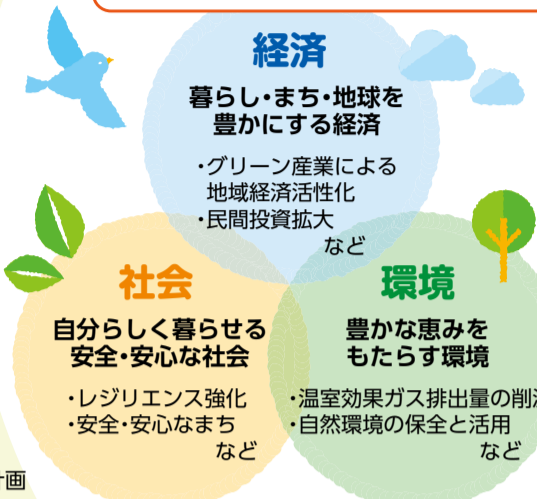 経済
暮らし・まち・地球を
豊かにする経済
・グリーン産業による
地域経済活性化
・民間投資拡大
など
社会
自分らしく暮らせる
安全・安心な社会
・レジリエンス強化
・安全・安心なまち
など
環境
豊かな恵みを
もたらす環境
・温室効果ガス排出量の削減
・自然環境の保全と活用
など
計画